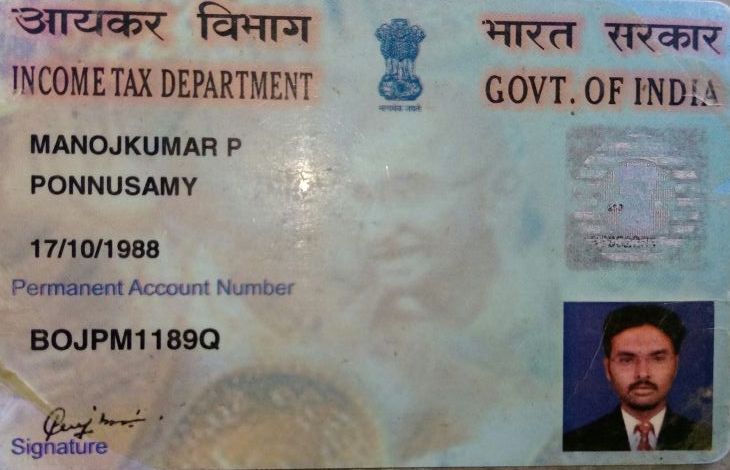 आयकर विभाग
INCOME TAX DEPARTMENT
भारत सरकार
GOVT. OF INDIA
सत्यमेव जयते
MANOJKUMAR P
PONNUSAMY
17/10/1988
Permanent Account Number
BOJPM1189Q
Signature